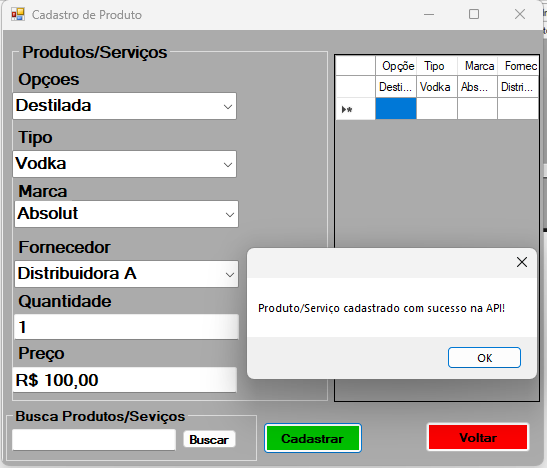 Cadastro de Produto
Produtos/Serviços
Opçoes
Destilada
Tipo
Vodka
Marca
Absolut
Fornecedor
Distribuidora A
Quantidade
1
Preço
R$ 100,00
Opçõe Tipo Marca Fornec
Destil... Vodka Abs... Distri...
Produto/Serviço cadastrado com sucesso na API!
OK
Busca Produtos/Seviços
Buscar
Cadastrar
Voltar